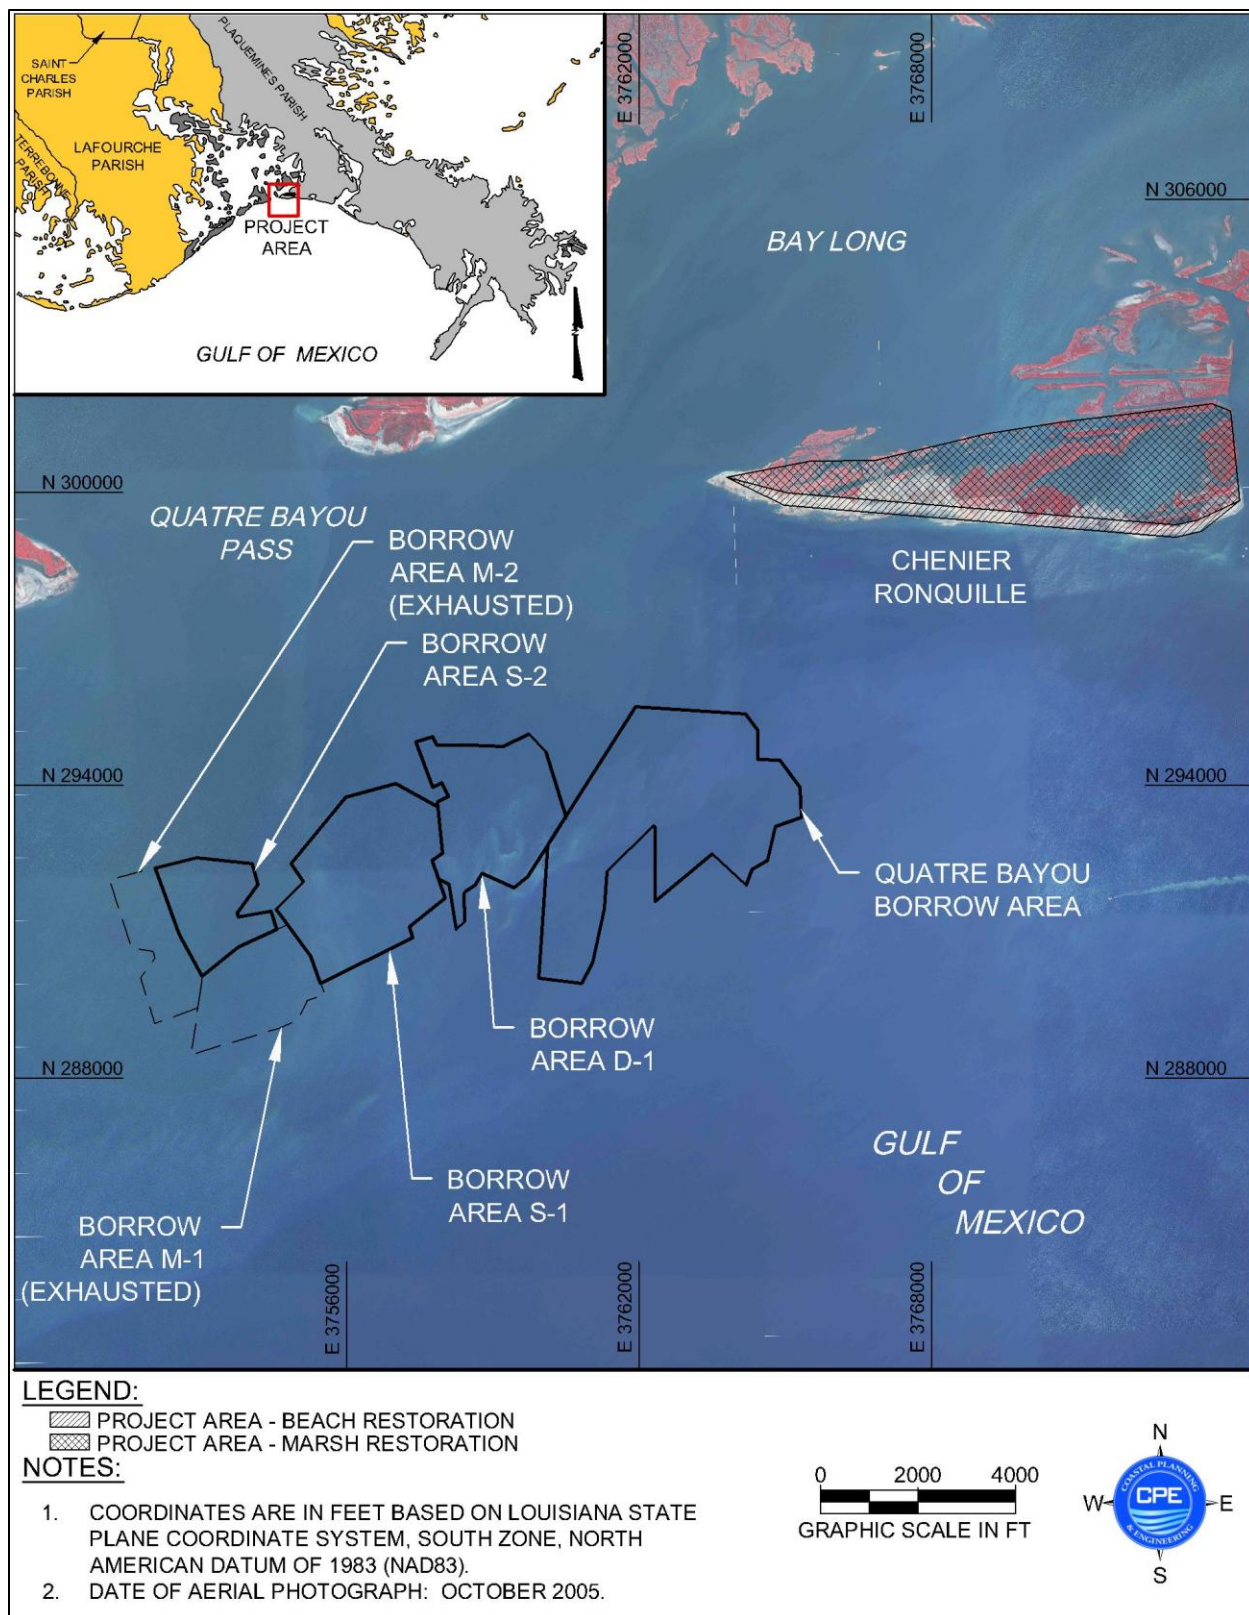 SAINT
CHARLES
PARISH
PLAQUEMINES PARISH
LAFOURCHE
PARISH
TERREBONNE
PARISH
PROJECT
AREA
GULF OF MEXICO
E 3762000
E 3768000
N 306000
BAY LONG
N 300000
QUATRE BAYOU
PASS
BORROW
AREA M-2
(EXHAUSTED)
BORROW
AREA S-2
CHENIER
RONQUILLE
N 294000
N 294000
QUATRE BAYOU
BORROW AREA
BORROW
AREA D-1
N 288000
N 288000
BORROW
AREA S-1
BORROW
AREA M-1
(EXHAUSTED)
GULF
OF
MEXICO
E 3756000
E 3762000
E 3768000
LEGEND:
PROJECT AREA - BEACH RESTORATION
PROJECT AREA - MARSH RESTORATION
NOTES:
1. COORDINATES ARE IN FEET BASED ON LOUISIANA STATE
PLANE COORDINATE SYSTEM, SOUTH ZONE, NORTH
AMERICAN DATUM OF 1983 (NAD83).
2. DATE OF AERIAL PHOTOGRAPH: OCTOBER 2005.
0 2000 4000
GRAPHIC SCALE IN FT
N
W
E
S
COASTAL PLANNING
CPE
& ENGINEERING